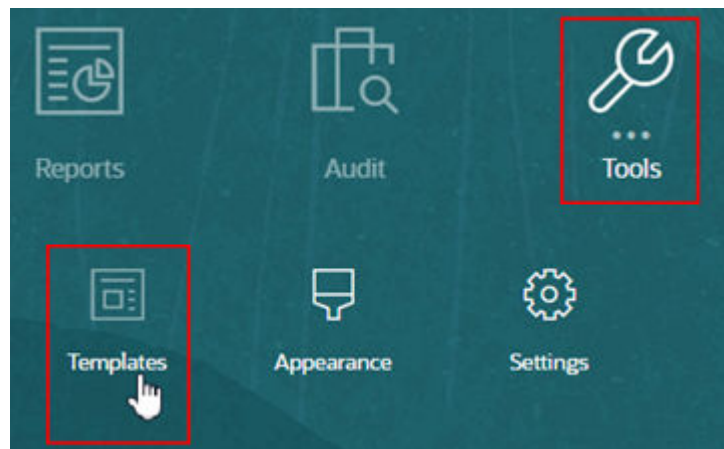 Reports
Audit
Tools
Templates
Appearance
Settings